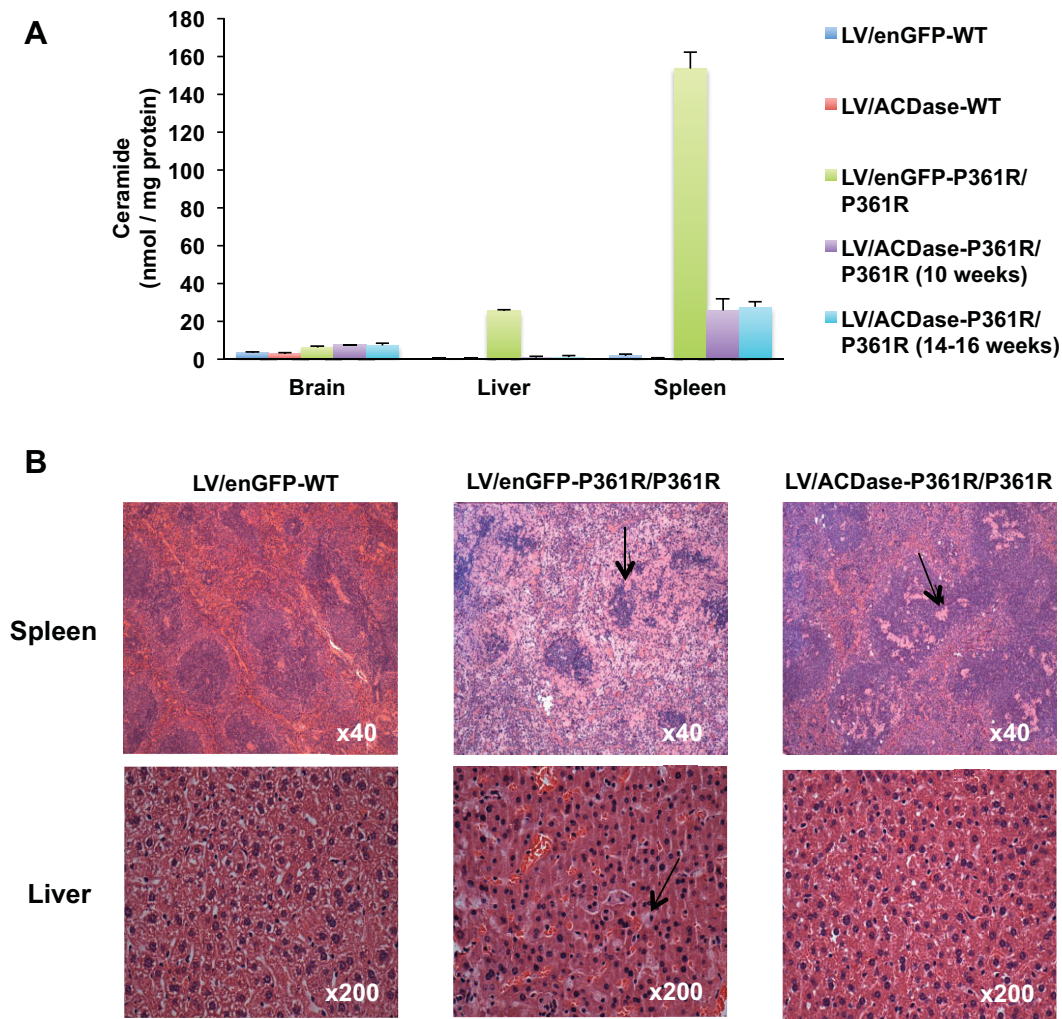 A
180
160
140
120
100
80
60
40
20
0
Ceramide
(nmol / mg protein)
Brain
Liver
Spleen
LV/enGFP-WT
LV/ACDase-WT
LV/enGFP-P361R/
P361R
LV/ACDase-P361R/
P361R (10 weeks)
LV/ACDase-P361R/
P361R (14-16 weeks)
B
LV/enGFP-WT
LV/enGFP-P361R/P361R
LV/ACDase-P361R/P361R
Spleen
x40
x40
x40
Liver
x200
x200
x200